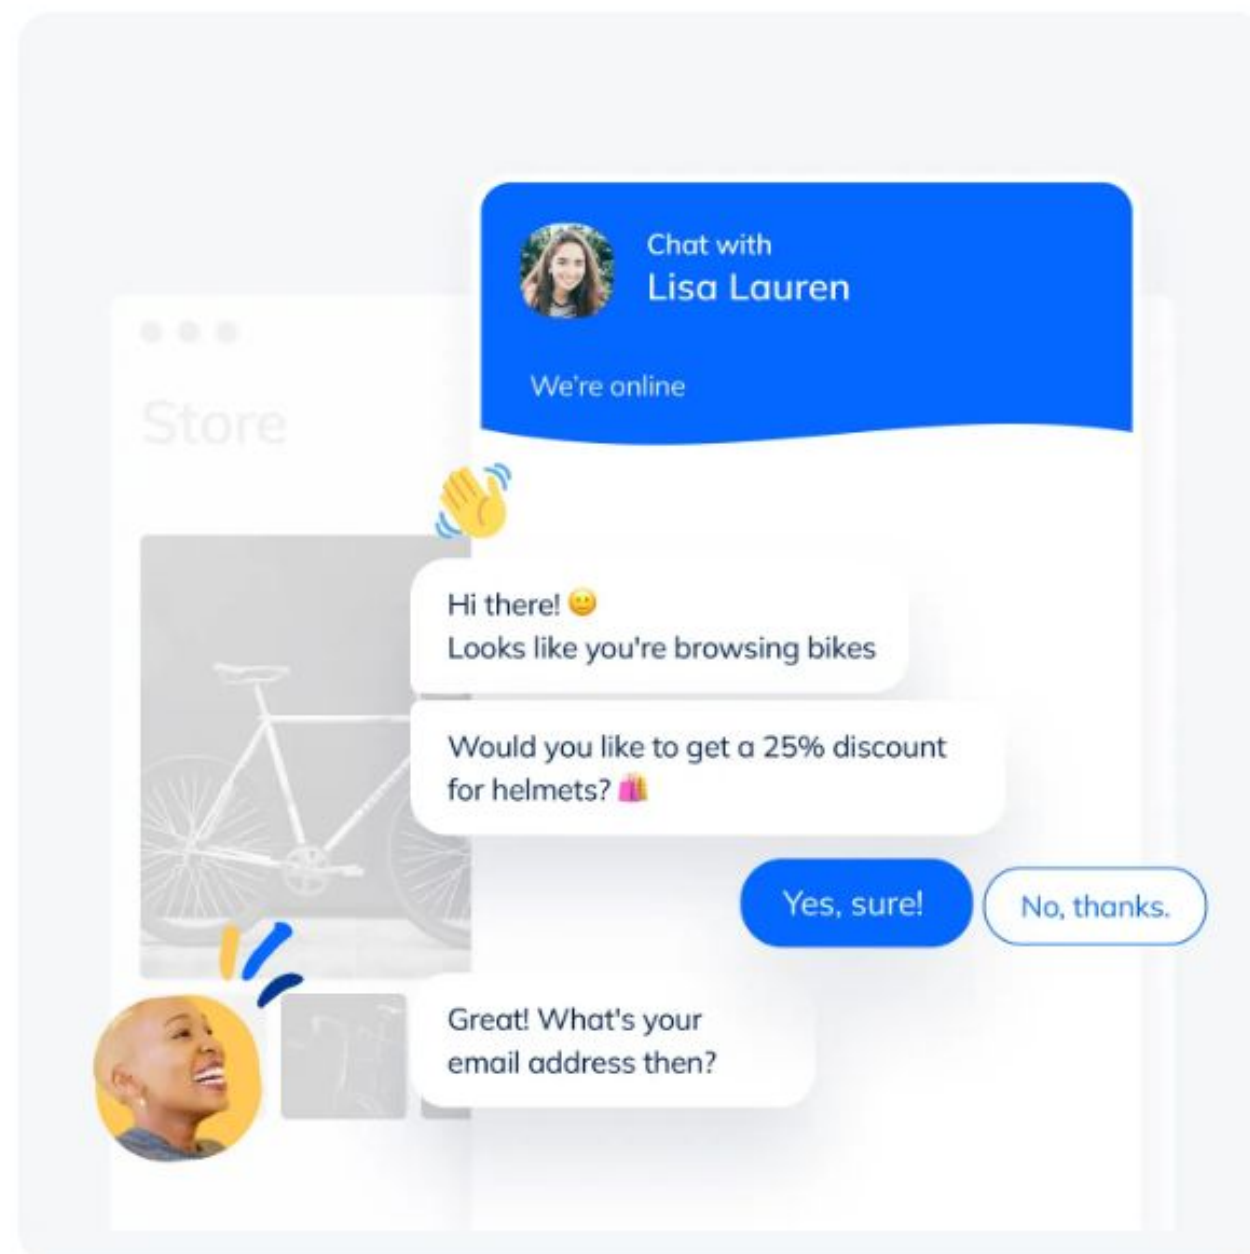 Chat with
Lisa Lauren
We're online
Store
Hi there! 🙂
Looks like you're browsing bikes
Would you like to get a 25% discount
for helmets? 🛍️
Yes, sure!
No, thanks.
Great! What's your
email address then?